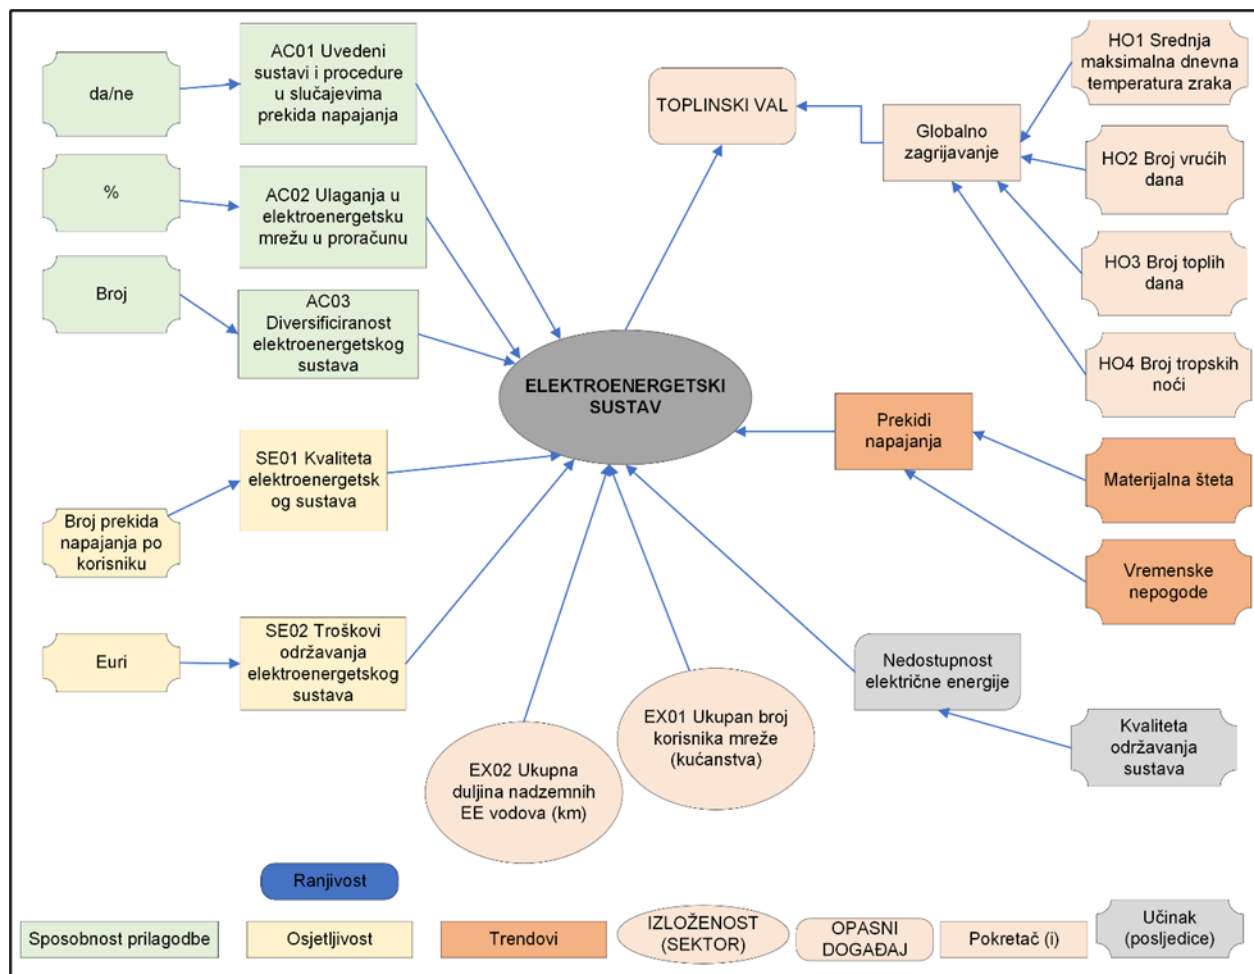 da/ne
AC01 Uvedeni
sustavi i procedure
u slučajevima
prekida napajanja
%
AC02 Ulaganja u
elektroenergetsku
mrežu u proračunu
Broj
AC03
Diversificiranost
elektroenergetskog
sustava
TOPLINSKI VAL
Globalno
zagrijavanje
HO1 Srednja
maksimalna dnevna
temperatura zraka
HO2 Broj vrućih
dana
HO3 Broj toplih
dana
HO4 Broj tropskih
noći
ELEKTROENERGETSKI
SUSTAV
Prekidi
napajanja
Materijalna šteta
Vremenske
nepogode
SE01 Kvaliteta
elektroenergetsk
og sustava
Broj prekida
napajanja po
korisniku
SE02 Troškovi
održavanja
elektroenergetskog
sustava
Euri
EX02 Ukupna
duljina nadzemnih
EE vodova (km)
EX01 Ukupan broj
korisnika mreže
(kućanstva)
Nedostupnost
električne energije
Kvaliteta
održavanja
sustava
Ranjivost
Sposobnost prilagodbe
Osjetljivost
Trendovi
IZLOŽENOST
(SEKTOR)
OPASNI
DOGAĐAJ
Pokretač (i)
Učinak
(posljedice)